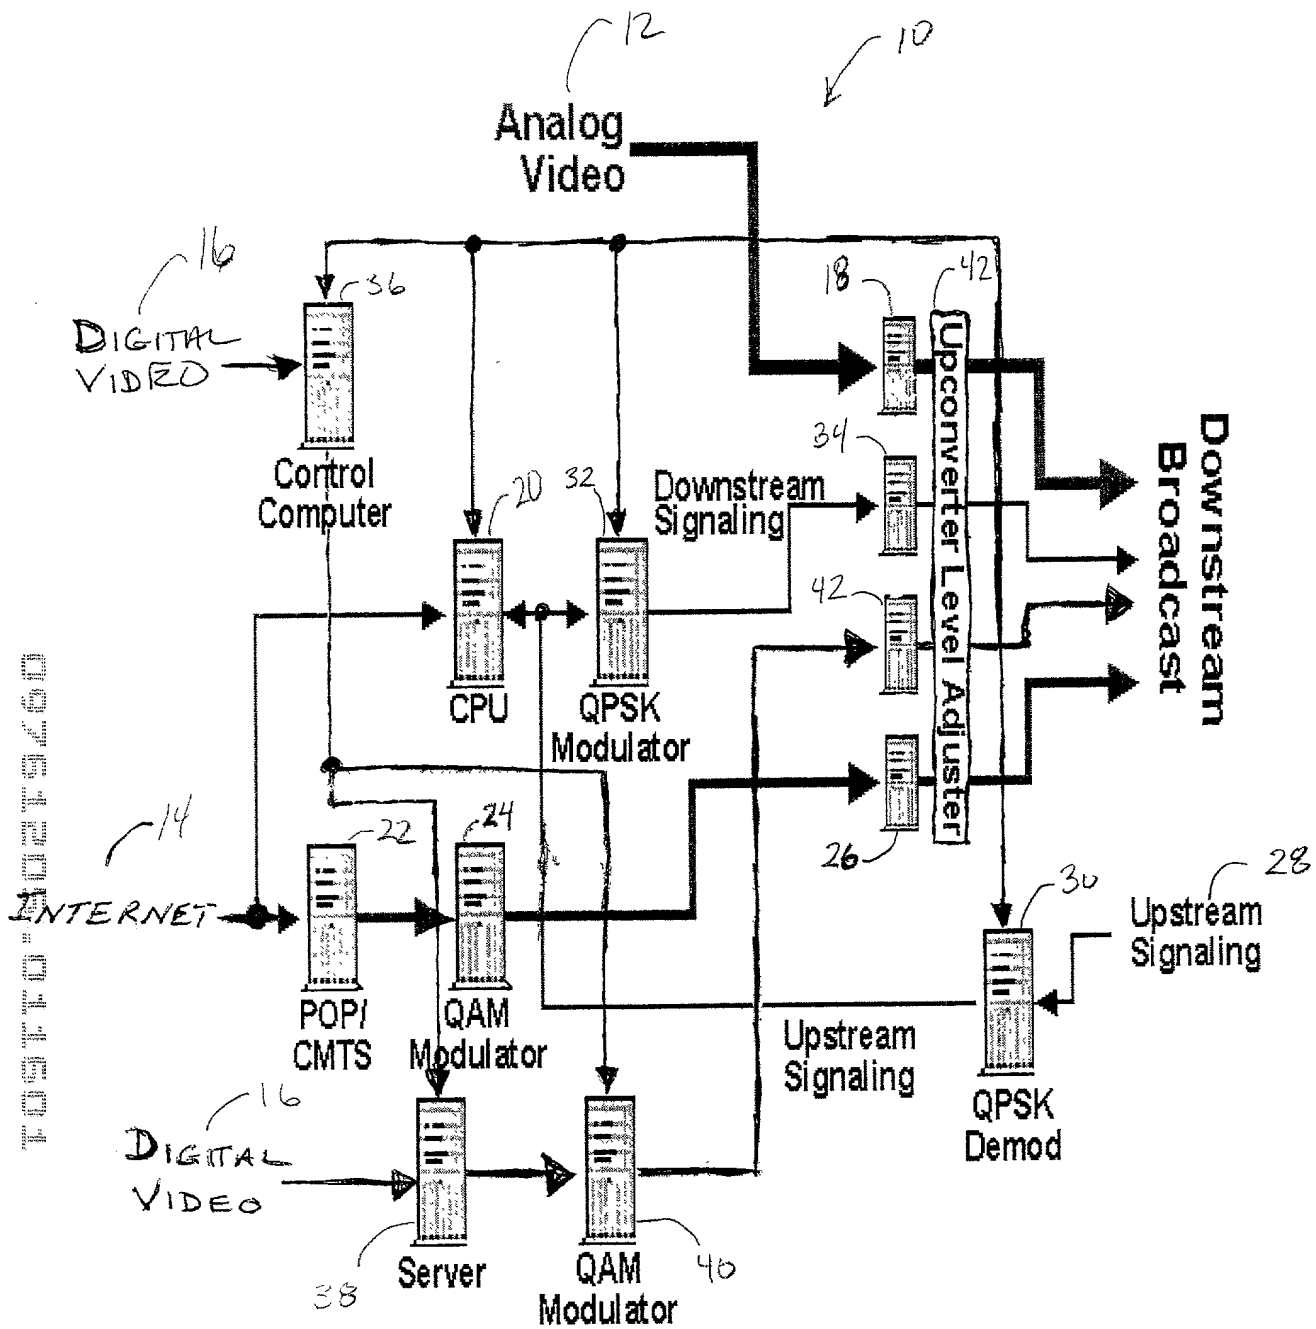 12
10
Analog
Video
16
36
DIGITAL
VIDEO
Control
Computer
18
42
Upconverter Level Adjuster
34
20
32
Downstream
Signaling
42
Downstream
Broadcast
CPU
QPSK
Modulator
14
22
24
26
INTERNET
30
28
Upstream
Signaling
POP/
CMTS
QAM
Modulator
Upstream
Signaling
QPSK
Demod
16
DIGITAL
VIDEO
38
Server
QAM
Modulator
40